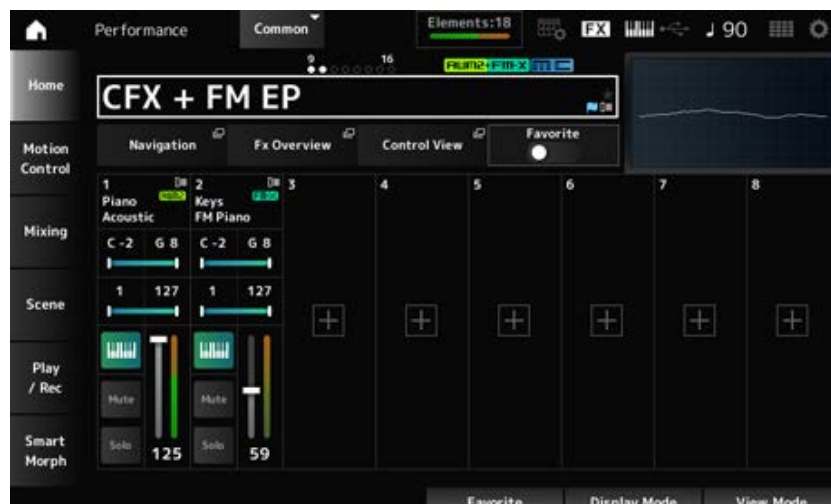 Performance
Common
Elements:18
FX
♩ 90
Home
9 16
AWM2+FM-X MC
CFX + FM EP
Navigation
Fx Overview
Control View
Favorite
Motion
Control
1 2 3 4 5 6 7 8
Piano
Acoustic
Keys
FM Piano
Mixing
C -2 G 8 C -2 G 8
Scene
1 127 1 127
Play
/ Rec
Mute Mute
Smart
Morph
Solo 125 Solo 59
Favorite Display Mode View Mode